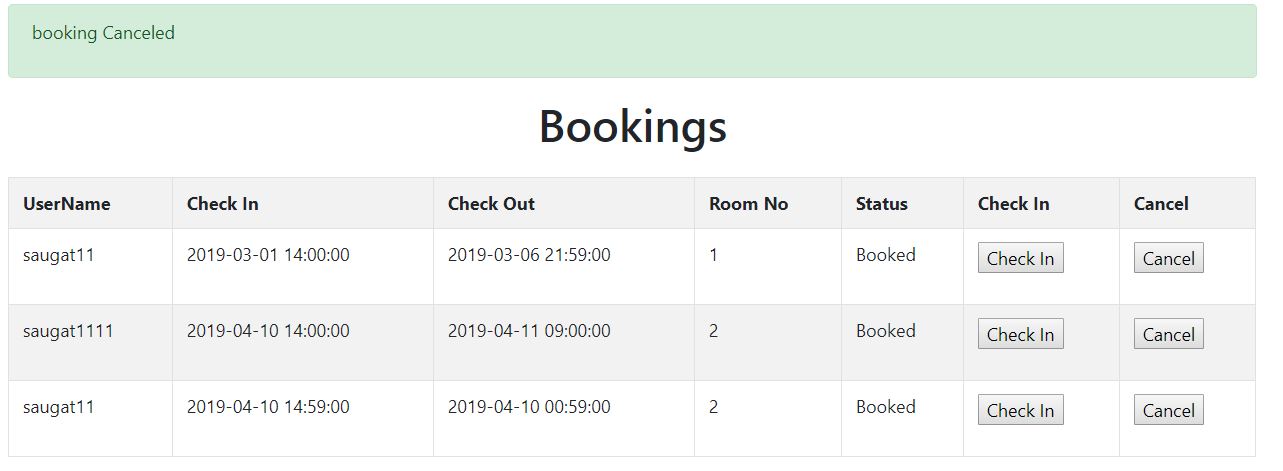 booking Canceled
Bookings
UserName Check In Check Out Room No Status Check In Cancel
saugat11 2019-03-01 14:00:00 2019-03-06 21:59:00 1 Booked Check In Cancel
saugat1111 2019-04-10 14:00:00 2019-04-11 09:00:00 2 Booked Check In Cancel
saugat11 2019-04-10 14:59:00 2019-04-10 00:59:00 2 Booked Check In Cancel